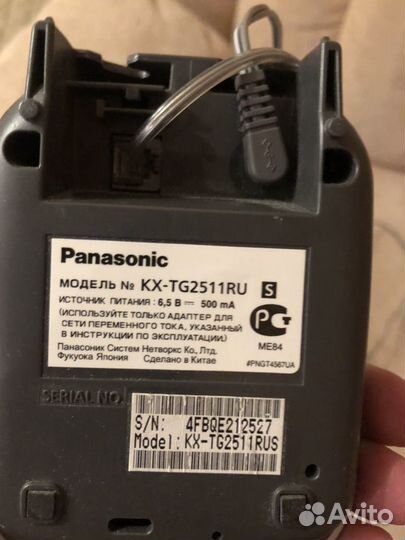 Panasonic
МОДЕЛЬ № KX-TG2511RU S
ИСТОЧНИК ПИТАНИЯ : 6,5 В ⎓ 500 mA
(ИСПОЛЬЗУЙТЕ ТОЛЬКО АДАПТЕР ДЛЯ
СЕТИ ПЕРЕМЕННОГО ТОКА, УКАЗАННЫЙ
В ИНСТРУКЦИИ ПО ЭКСПЛУАТАЦИИ.)
Панасоник Систем Нетворкс Ко., Лтд.
Фукуока Япония Сделано в Китае
РСТ
ME84
#PNGT4567UA
SERIAL NO.
S/N: 4FBQE212527
Model: KX-TG2511RUS
Avito